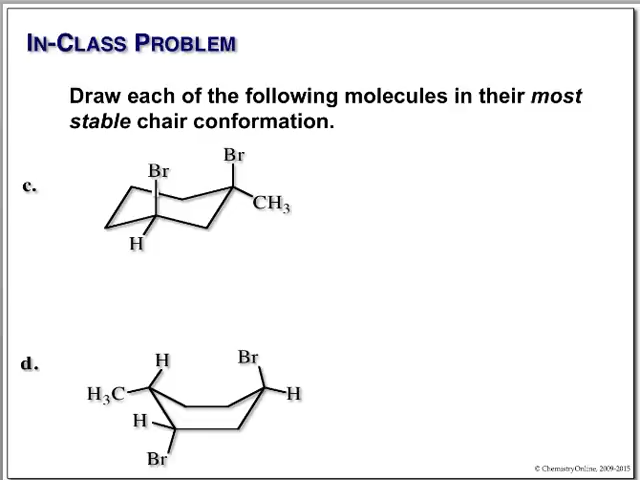 IN-CLASS PROBLEM
Draw each of the following molecules in their most
stable chair conformation.
c.
Br
Br
CH3
H
d.
H
Br
H3C
H
H
Br
© ChemistryOnline, 2009-2015